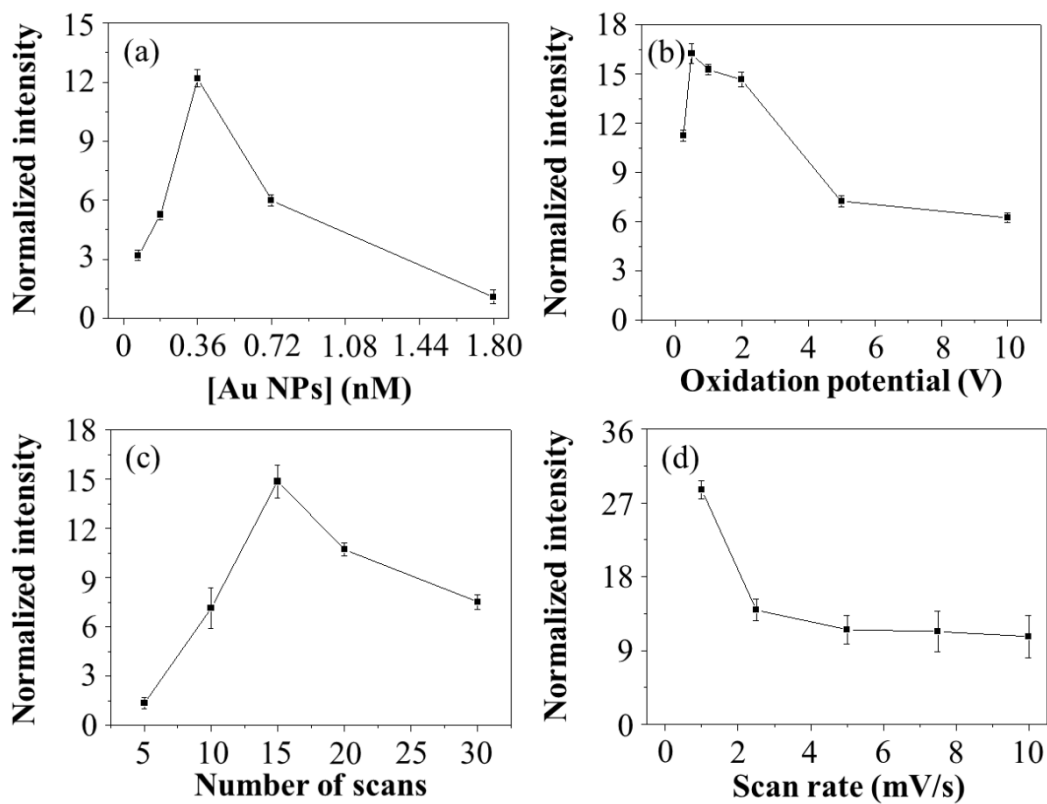 (a)
Normalized intensity
15
12
9
6
3
0
0 0.36 0.72 1.08 1.44 1.80
[Au NPs] (nM)
(b)
Normalized intensity
18
15
12
9
6
3
0
0 2 4 6 8 10
Oxidation potential (V)
(c)
Normalized intensity
18
15
12
9
6
3
0
5 10 15 20 25 30
Number of scans
(d)
Normalized intensity
36
27
18
9
0
0 2 4 6 8 10
Scan rate (mV/s)